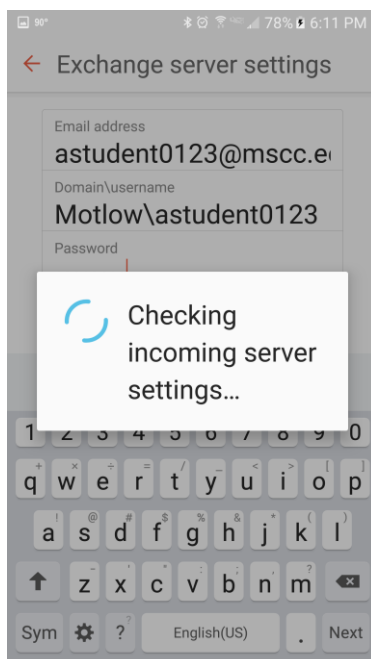 90° 78% 6:11 PM
← Exchange server settings
Email address
astudent0123@mscc.e
Domain\username
Motlow\astudent0123
Password
Checking
incoming server
settings...
1 2 3 4 5 6 7 8 9 0
+ × ÷ = / _ < > [ ]
q w e r t y u i o p
! @ # $ % & * ( )
a s d f g h j k l
- ' " : ; , ?
z x c v b n m
Sym ? English(US) . Next